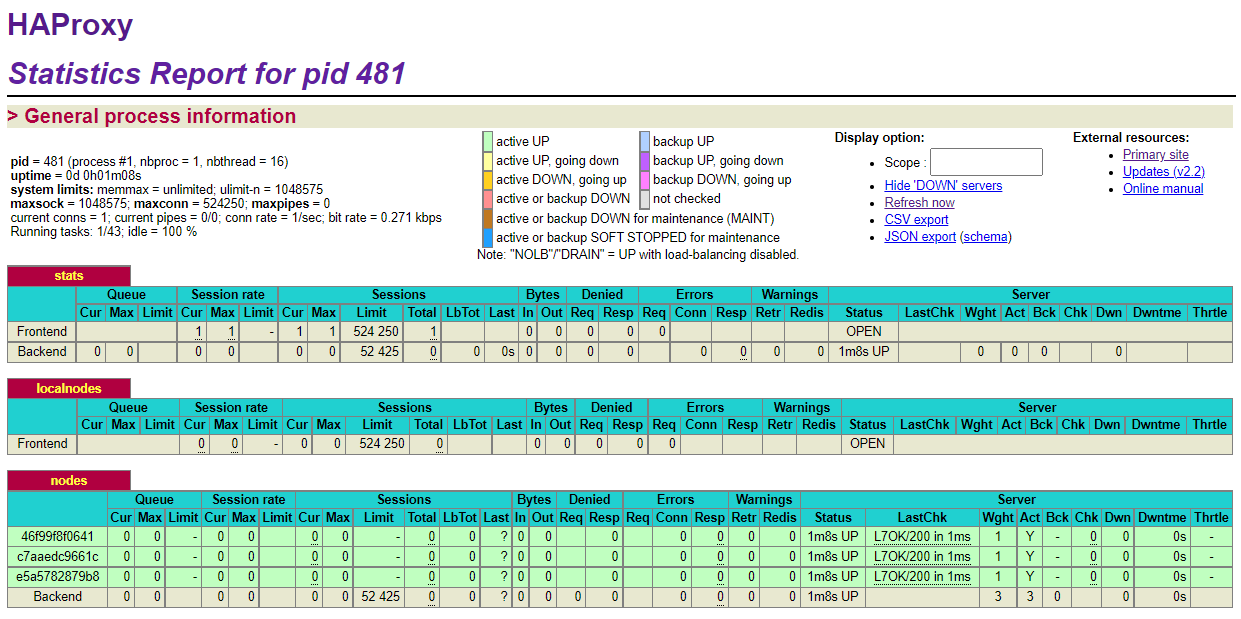 HAProxy
Statistics Report for pid 481
> General process information
pid = 481 (process #1, nbproc = 1, nbthread = 16)
uptime = 0d 0h01m08s
system limits: memmax = unlimited; ulimit-n = 1048575
maxsock = 1048575; maxconn = 524250; maxpipes = 0
current conns = 1; current pipes = 0/0; conn rate = 1/sec; bit rate = 0.271 kbps
Running tasks: 1/43; idle = 100 %
active UP backup UP
active UP, going down backup UP, going down
active DOWN, going up backup DOWN, going up
active or backup DOWN not checked
active or backup DOWN for maintenance (MAINT)
active or backup SOFT STOPPED for maintenance
Note: "NOLB"/"DRAIN" = UP with load-balancing disabled.
Display option:
• Scope :
• Hide 'DOWN' servers
• Refresh now
• CSV export
• JSON export (schema)
External resources:
• Primary site
• Updates (v2.2)
• Online manual
stats
Queue Session rate Sessions Bytes Denied Errors Warnings Server
Cur Max Limit Cur Max Limit Cur Max Limit Total LbTot Last In Out Req Resp Req Conn Resp Retr Redis Status LastChk Wght Act Bck Chk Dwn Dwntme Thrtle
Frontend 1 1 - 1 1 524 250 1 0 0 0 0 0 OPEN
Backend 0 0 0 0 0 0 52 425 0 0 0s 0 0 0 0 0 0 0 0 1m8s UP 0 0 0 0
localnodes
Queue Session rate Sessions Bytes Denied Errors Warnings Server
Cur Max Limit Cur Max Limit Cur Max Limit Total LbTot Last In Out Req Resp Req Conn Resp Retr Redis Status LastChk Wght Act Bck Chk Dwn Dwntme Thrtle
Frontend 0 0 - 0 0 524 250 0 0 0 0 0 0 OPEN
nodes
Queue Session rate Sessions Bytes Denied Errors Warnings Server
Cur Max Limit Cur Max Limit Cur Max Limit Total LbTot Last In Out Req Resp Req Conn Resp Retr Redis Status LastChk Wght Act Bck Chk Dwn Dwntme Thrtle
46f99f8f0641 0 0 - 0 0 0 0 - 0 0 ? 0 0 0 0 0 0 0 1m8s UP L7OK/200 in 1ms 1 Y - 0 0 0s -
c7aaedc9661c 0 0 - 0 0 0 0 - 0 0 ? 0 0 0 0 0 0 0 1m8s UP L7OK/200 in 1ms 1 Y - 0 0 0s -
e5a5782879b8 0 0 - 0 0 0 0 - 0 0 ? 0 0 0 0 0 0 0 1m8s UP L7OK/200 in 1ms 1 Y - 0 0 0s -
Backend 0 0 0 0 0 0 52 425 0 0 ? 0 0 0 0 0 0 0 0 1m8s UP 3 3 0 0 0s